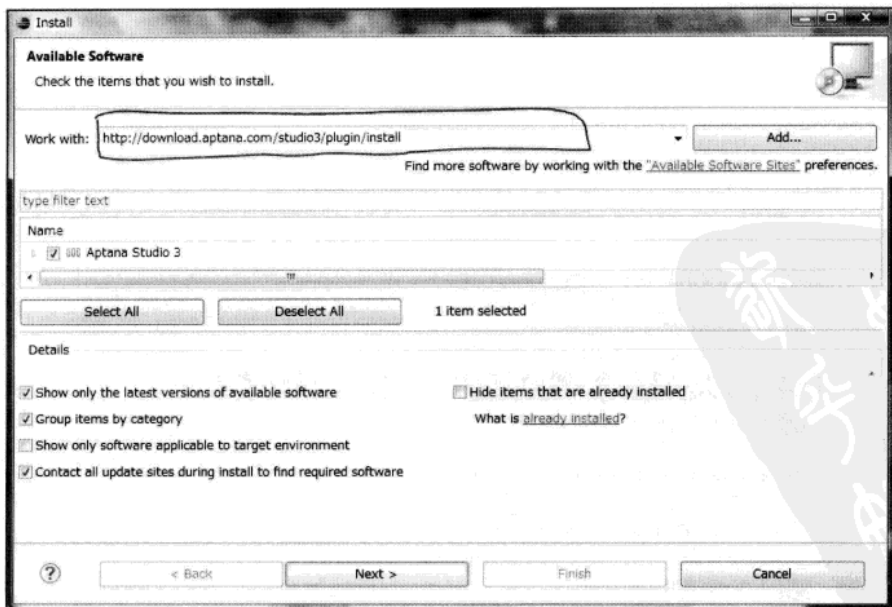 Install
Available Software
Check the items that you wish to install.
Work with: http://download.aptana.com/studio3/plugin/install
Add...
Find more software by working with the "Available Software Sites" preferences.
type filter text
Name
Aptana Studio 3
Select All
Deselect All
1 item selected
Details
Show only the latest versions of available software
Hide items that are already installed
Group items by category
What is already installed?
Show only software applicable to target environment
Contact all update sites during install to find required software
?
< Back
Next >
Finish
Cancel